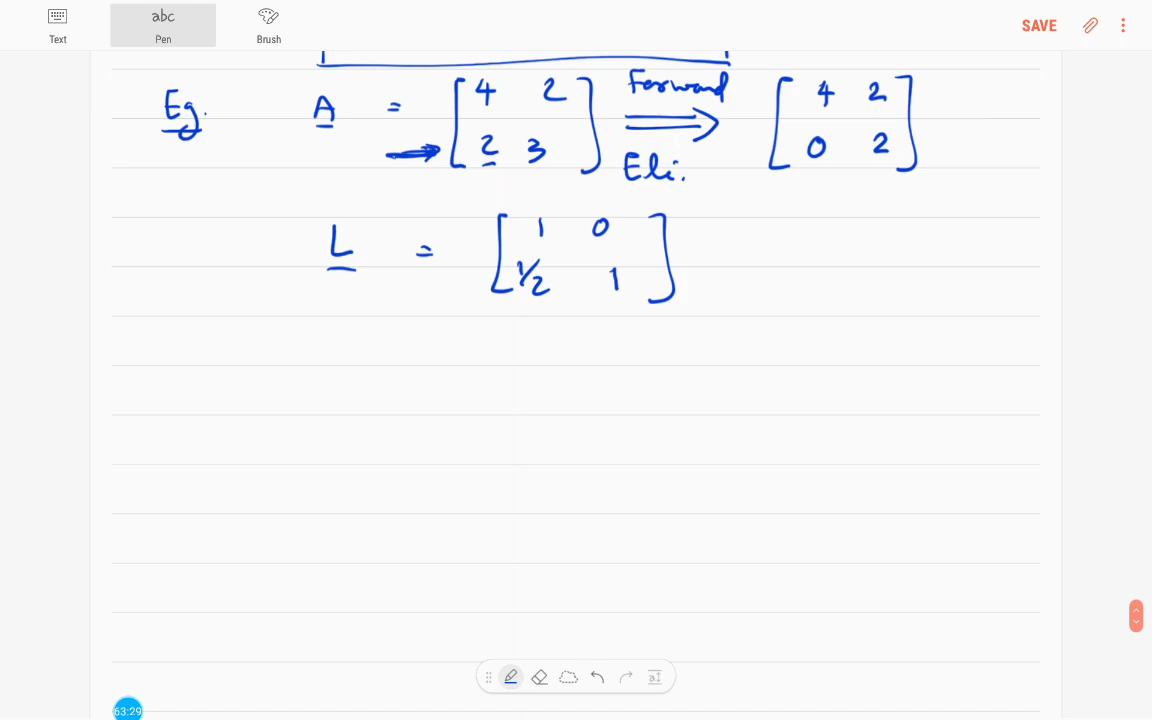 Text
abc
Pen
Brush
SAVE
Eg. A = [4 2 Forward [4 2
2 3] Eli. 0 2]
L = [1 0
1/2 1]
63:29